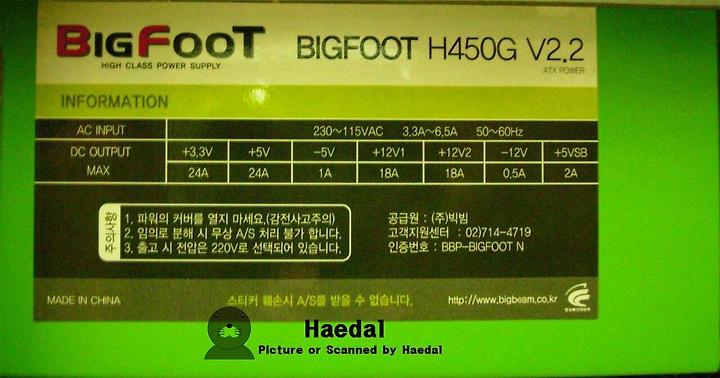 BIGFOOT
HIGH CLASS POWER SUPPLY
BIGFOOT H450G V2.2
ATX POWER
INFORMATION
AC INPUT 230~115VAC 3,3A~6,5A 50~60Hz
DC OUTPUT +3,3V +5V -5V +12V1 +12V2 -12V +5VSB
MAX 24A 24A 1A 18A 18A 0,5A 2A
주의사항
1. 파워의 커버를 열지 마세요.(감전사고주의)
2. 임의로 분해 시 무상 A/S 처리 불가 합니다.
3. 출고 시 전압은 220V로 선택되어 있습니다.
공급원 : (주)빅빔
고객지원센터 : 02)714-4719
인증번호 : BBP-BIGFOOT N
MADE IN CHINA
스티커 훼손시 A/S를 받을 수 없습니다.
http://www.bigbeam.co.kr
Haedal
Picture or Scanned by Haedal